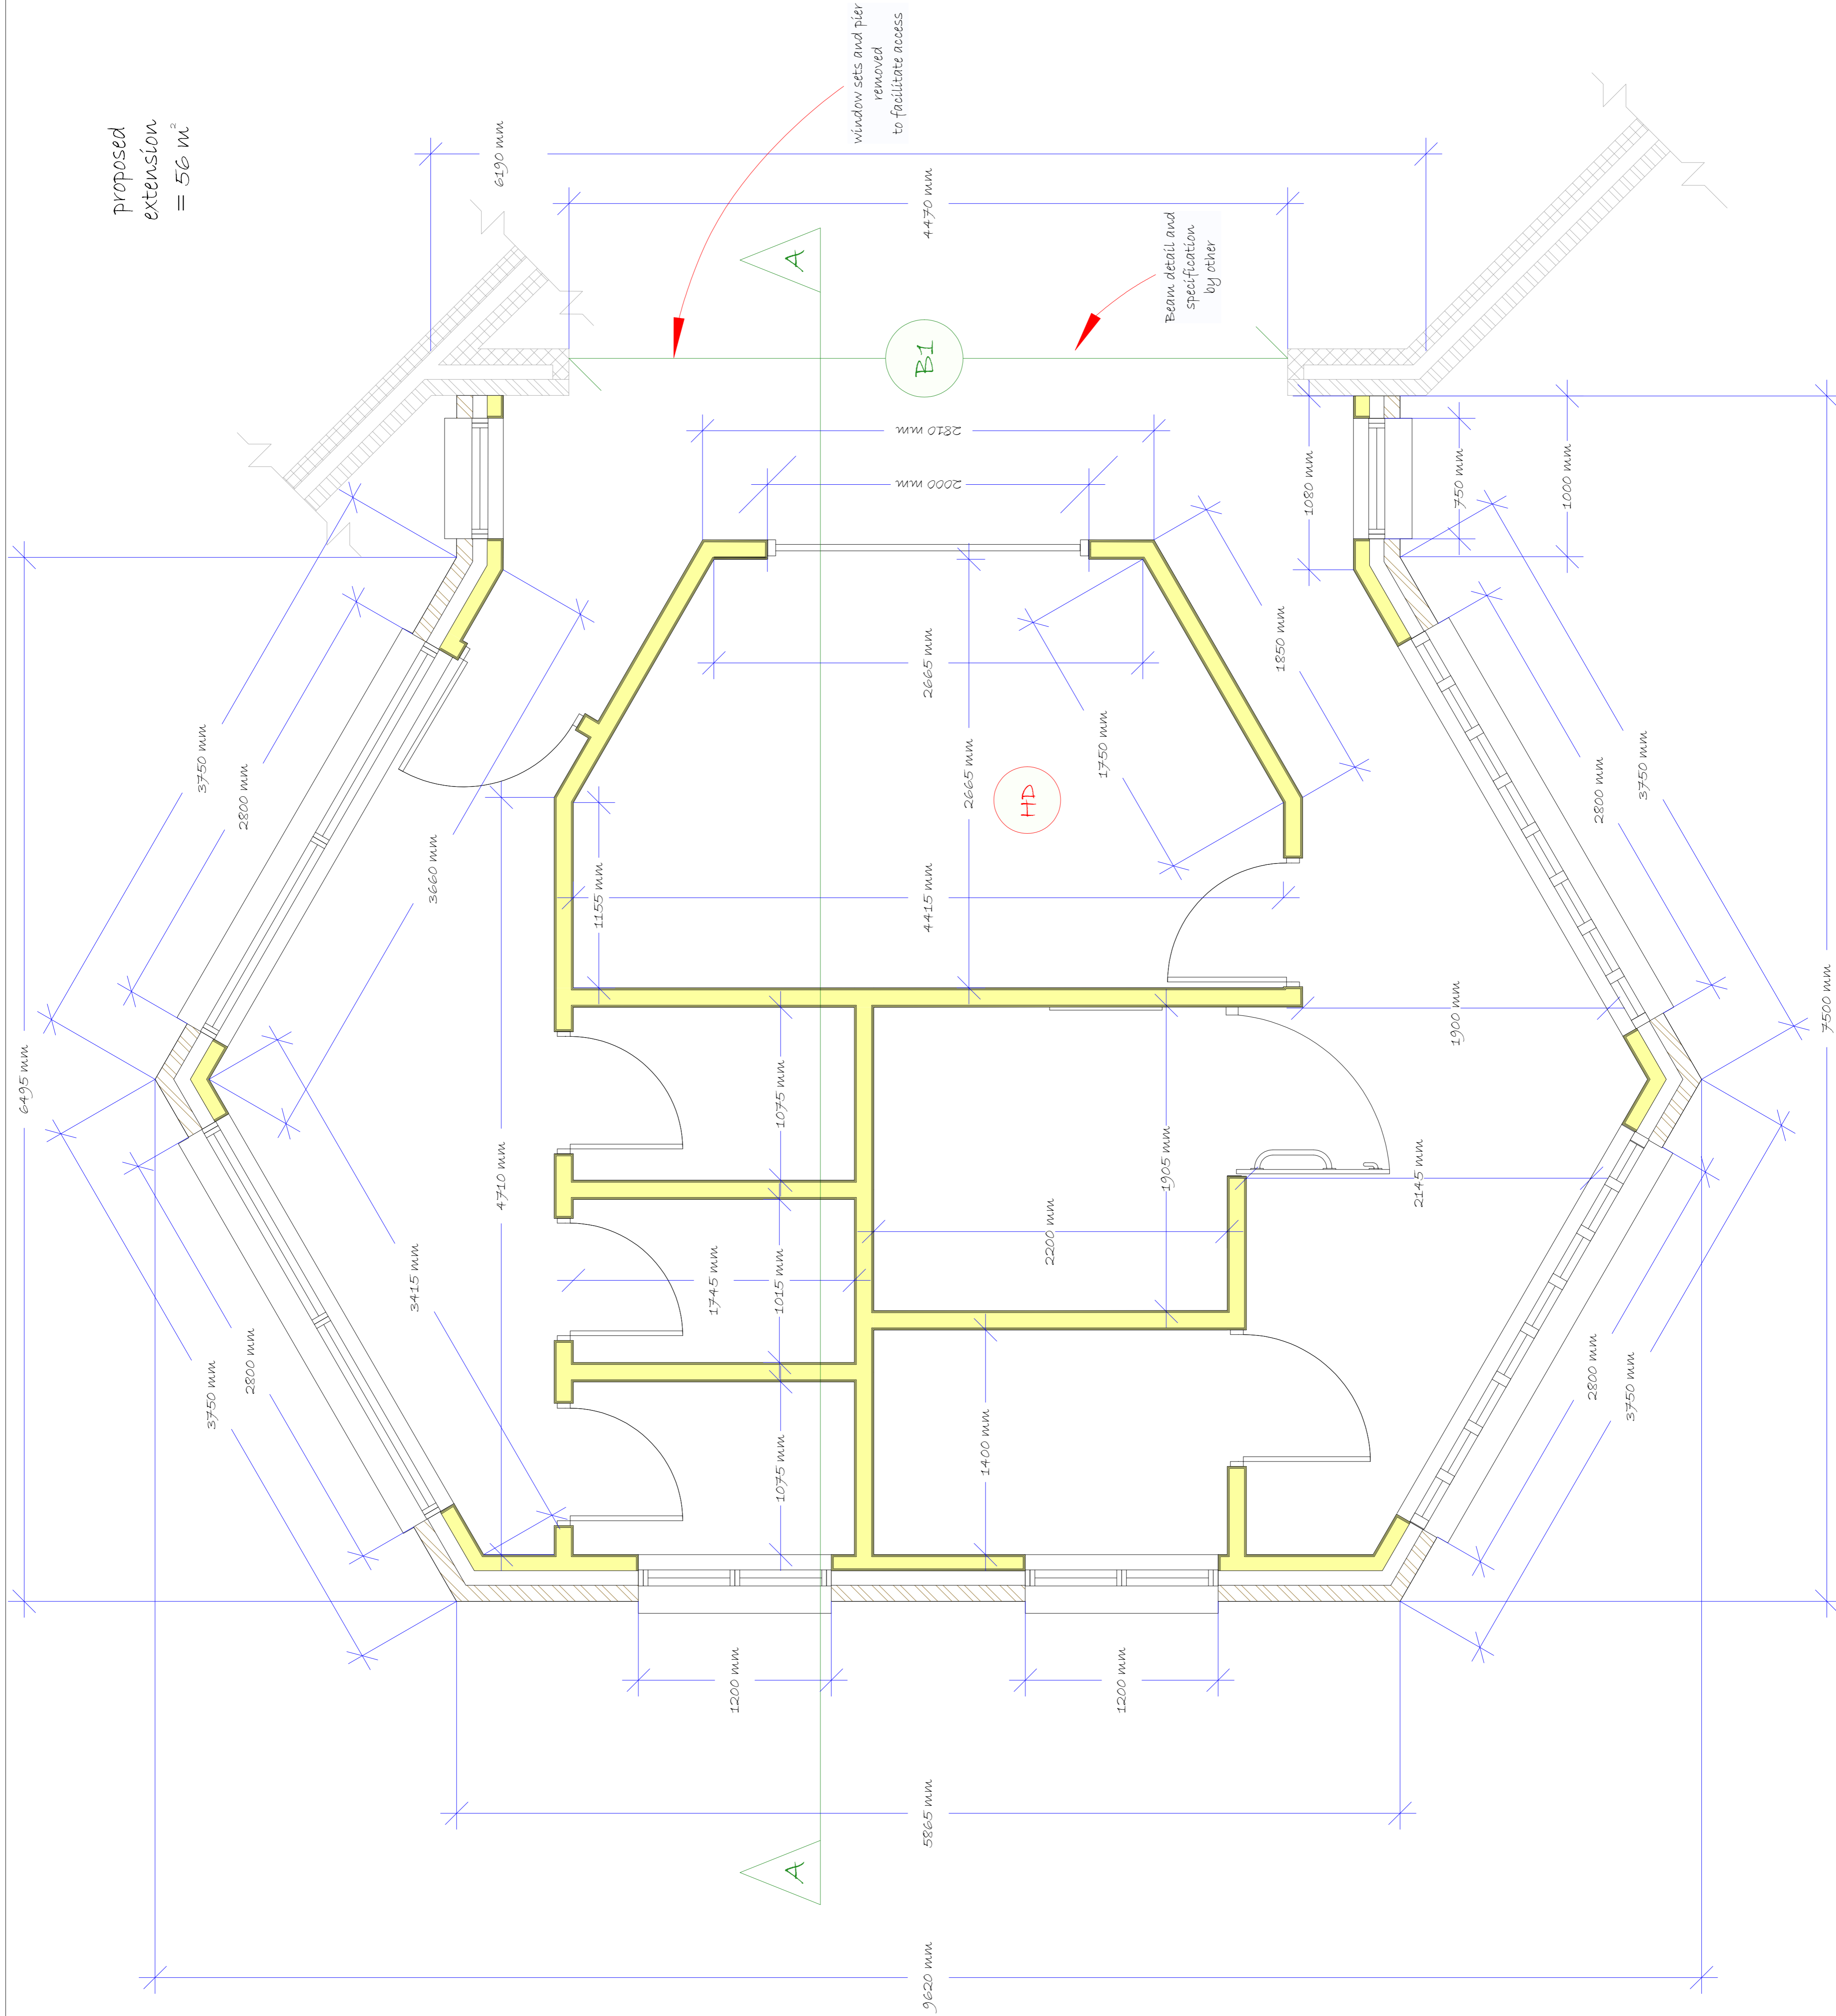 proposed
extension
= 56 m²
window sets and pier
removed
to facilitate access
Beam detail and
specification
by other
A
A
B1
HD
6495 mm
3750 mm
2800 mm
3660 mm
3415 mm
3750 mm
2800 mm
4710 mm
1155 mm
1075 mm
1015 mm
1075 mm
1745 mm
6190 mm
4470 mm
2810 mm
2000 mm
2665 mm
2665 mm
4415 mm
1750 mm
1850 mm
1080 mm
750 mm
1000 mm
1905 mm
2200 mm
1400 mm
1900 mm
2145 mm
2800 mm
3750 mm
2800 mm
3750 mm
7500 mm
1200 mm
1200 mm
5865 mm
9620 mm